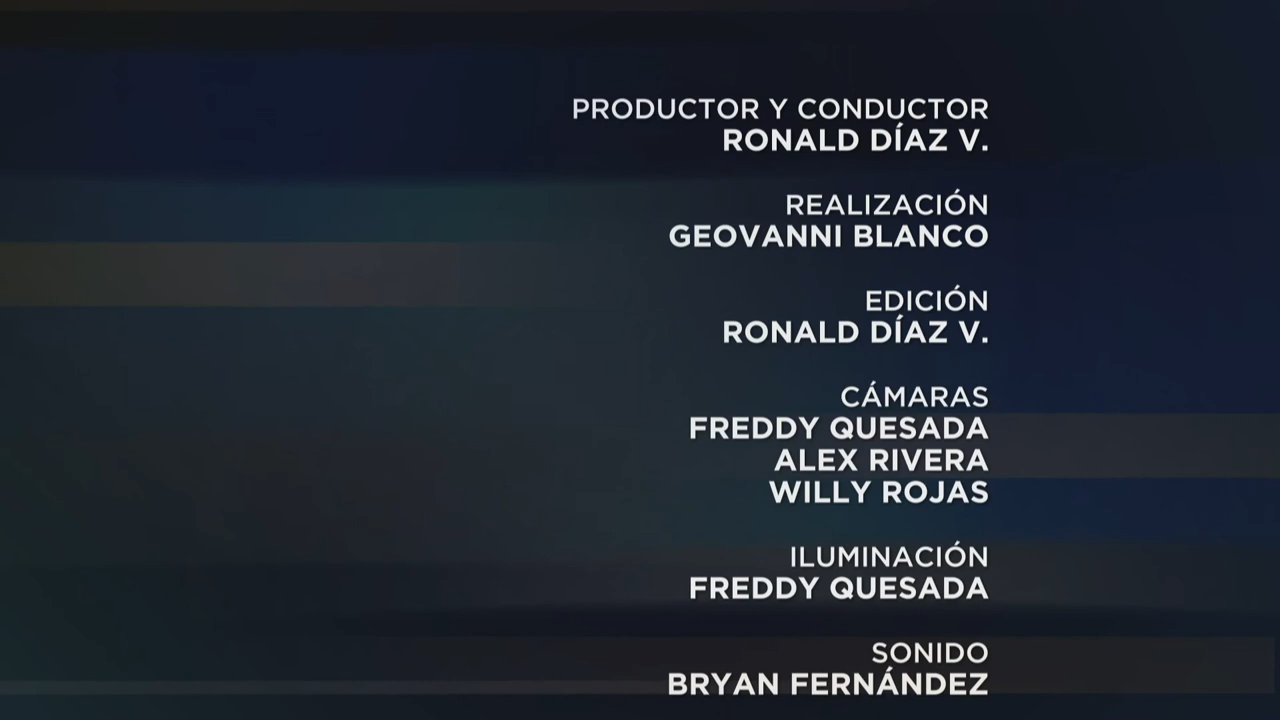 PRODUCTOR Y CONDUCTOR
RONALD DÍAZ V.
REALIZACIÓN
GEOVANNI BLANCO
EDICIÓN
RONALD DÍAZ V.
CÁMARAS
FREDDY QUESADA
ALEX RIVERA
WILLY ROJAS
ILUMINACIÓN
FREDDY QUESADA
SONIDO
BRYAN FERNÁNDEZ